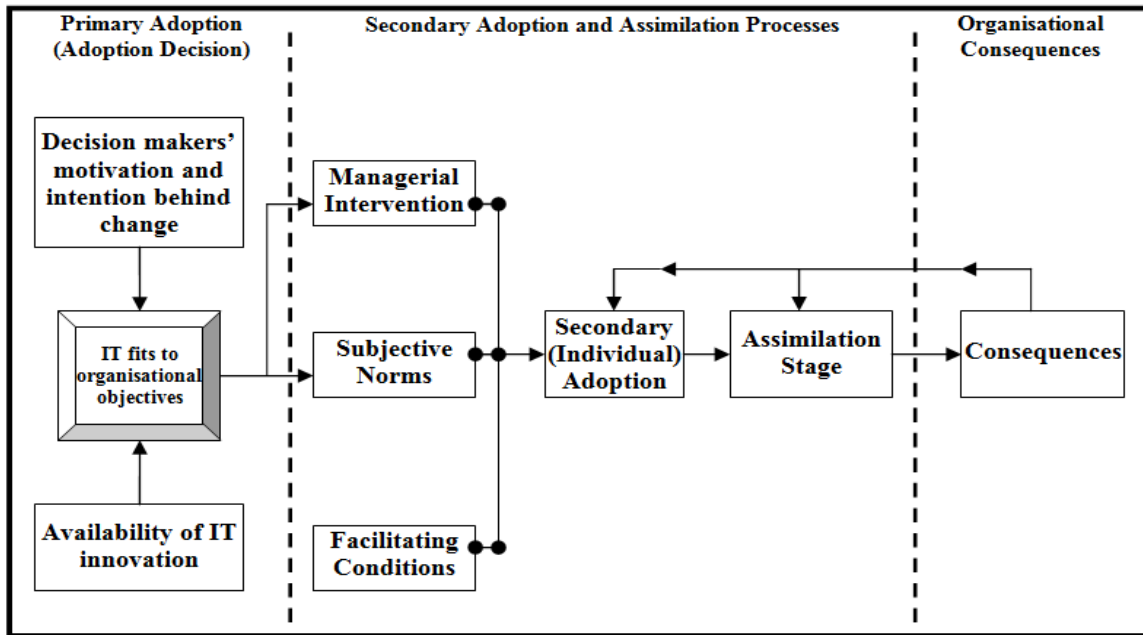 Primary Adoption
(Adoption Decision)
Secondary Adoption and Assimilation Processes
Organisational
Consequences
Decision makers’
motivation and
intention behind
change
IT fits to
organisational
objectives
Availability of IT
innovation
Managerial
Intervention
Subjective
Norms
Facilitating
Conditions
Secondary
(Individual)
Adoption
Assimilation
Stage
Consequences